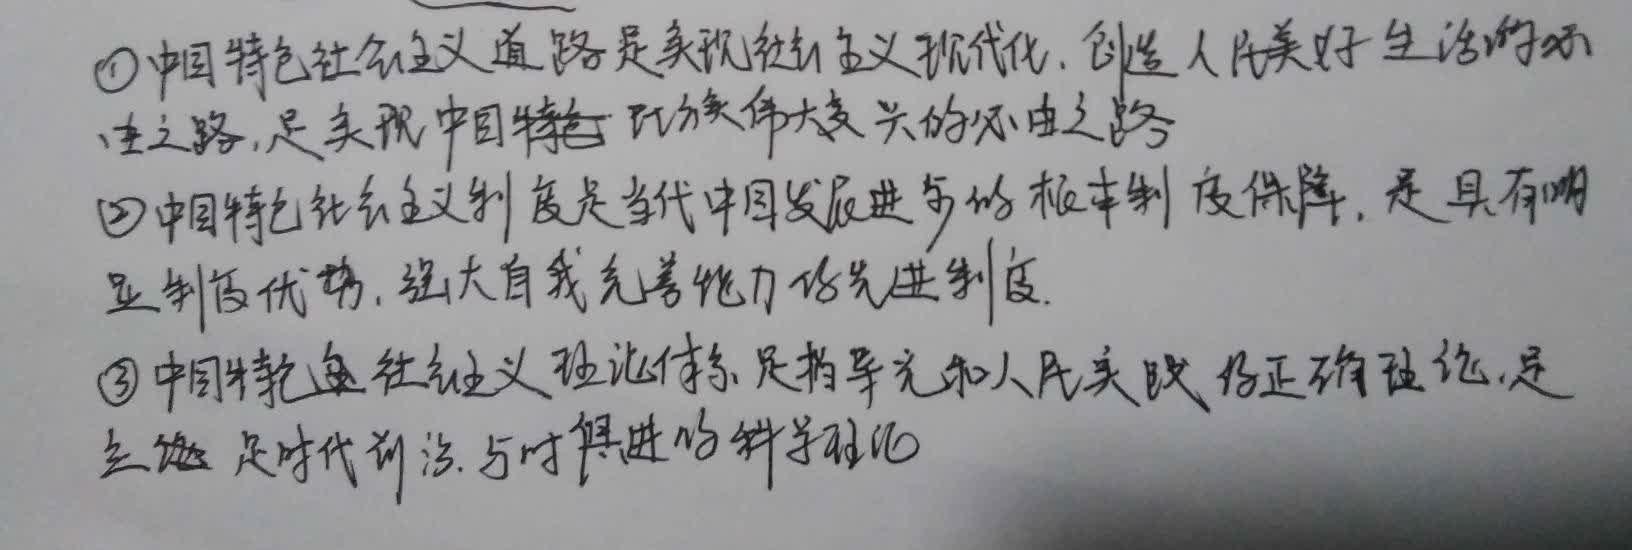 ①中国特色社会主义道路是实现社会主义现代化,创造人民美好生活的必
由之路,是实现中国特色民族伟大复兴的必由之路
②中国特色社会主义制度是当代中国发展进步的根本制度保障,是具有明
显制度优势,强大自我完善能力的先进制度.
③中国特色社会主义理论体系是指导党和人民实践的正确理论,是
立 是时代前沿.与时俱进的科学理论